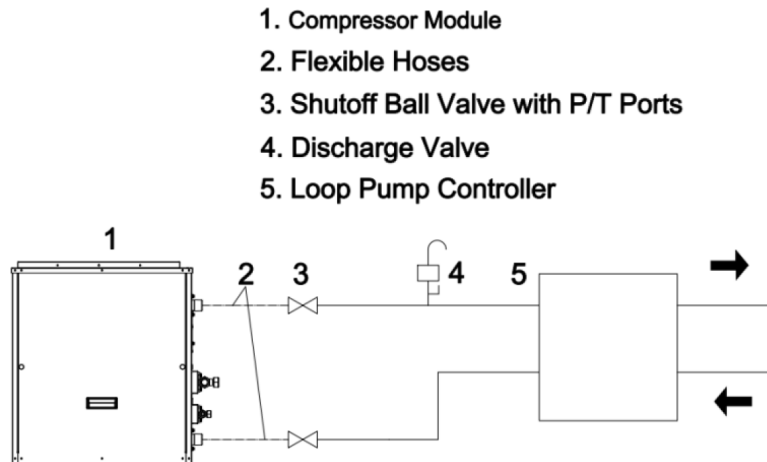 1. Compressor Module
2. Flexible Hoses
3. Shutoff Ball Valve with P/T Ports
4. Discharge Valve
5. Loop Pump Controller
1
2
3
4
5